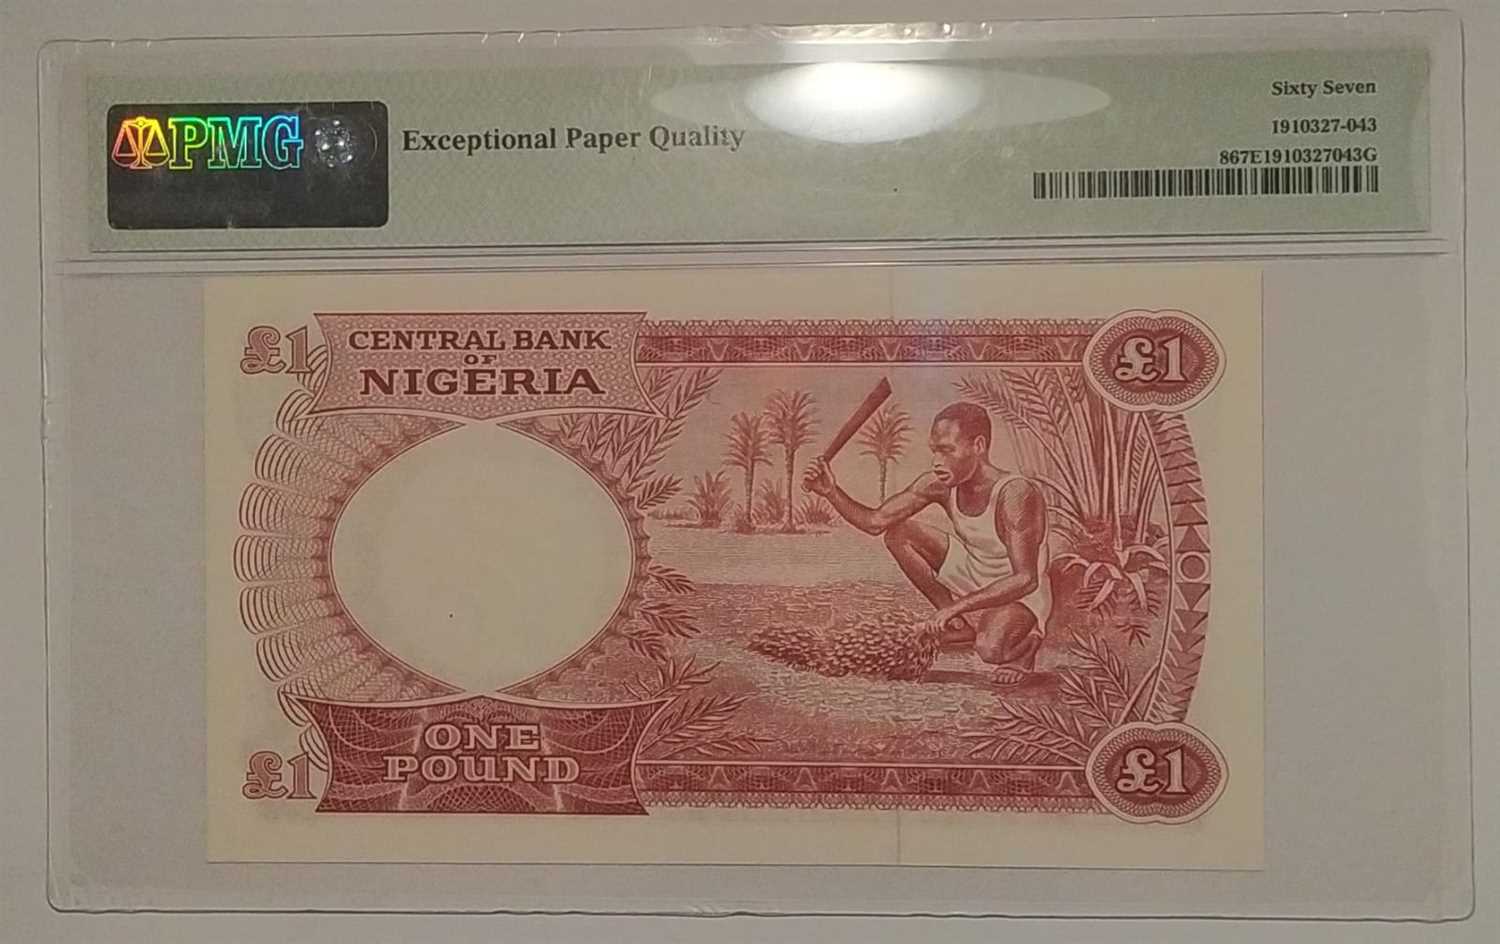 PMG
Exceptional Paper Quality
Sixty Seven
1910327-043
867E1910327043G
£1
CENTRAL BANK
OF
NIGERIA
£1
£1
ONE
POUND
£1